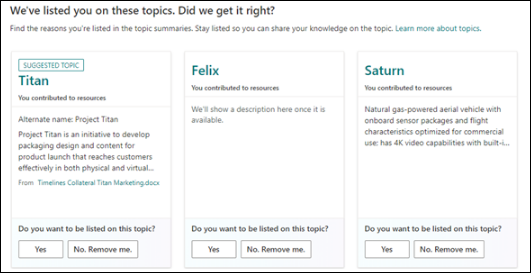 We've listed you on these topics. Did we get it right?
Find the reasons you're listed in the topic summaries. Stay listed so you can share your knowledge on the topic. Learn more about topics.
SUGGESTED TOPIC
Titan
You contributed to resources
Alternate name: Project Titan
Project Titan is an initiative to develop
packaging design and content for
product launch that reaches customers
effectively in both physical and virtual...
From Timelines Collateral Titan Marketing.docx
Do you want to be listed on this topic?
Yes
No. Remove me.
Felix
You contributed to resources
We'll show a description here once it is
available.
Do you want to be listed on this topic?
Yes
No. Remove me.
Saturn
You contributed to resources
Natural gas-powered aerial vehicle with
onboard sensor packages and flight
characteristics optimized for commercial
use: has 4K video capabilities with built-i...
Do you want to be listed on this topic?
Yes
No. Remove me.